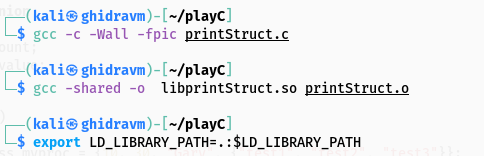 (kali㉿ghidravm)-[~/playC]
$ gcc -c -Wall -fpic printStruct.c
(kali㉿ghidravm)-[~/playC]
$ gcc -shared -o  libprintStruct.so printStruct.o
(kali㉿ghidravm)-[~/playC]
$ export LD_LIBRARY_PATH=.:$LD_LIBRARY_PATH